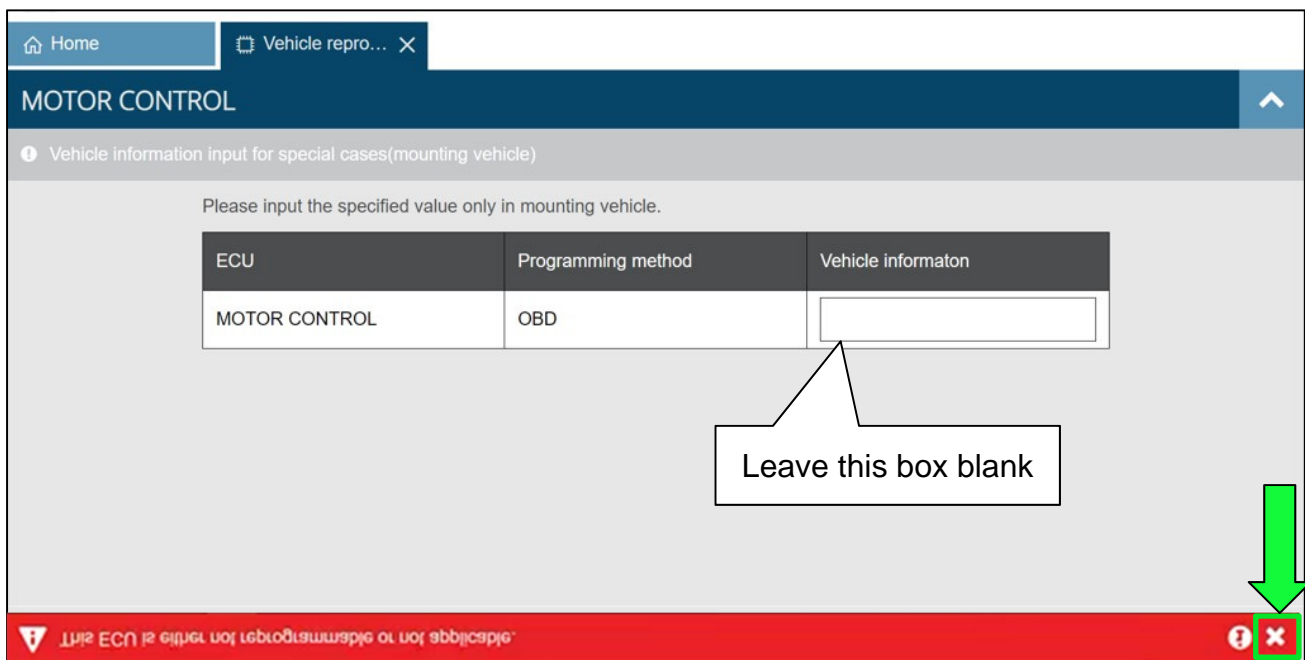 Home
Vehicle repro...
MOTOR CONTROL
Vehicle information input for special cases(mounting vehicle)
Please input the specified value only in mounting vehicle.
ECU Programming method Vehicle informaton
MOTOR CONTROL OBD
Leave this box blank
This ECU is either not reprogrammable or not applicable.